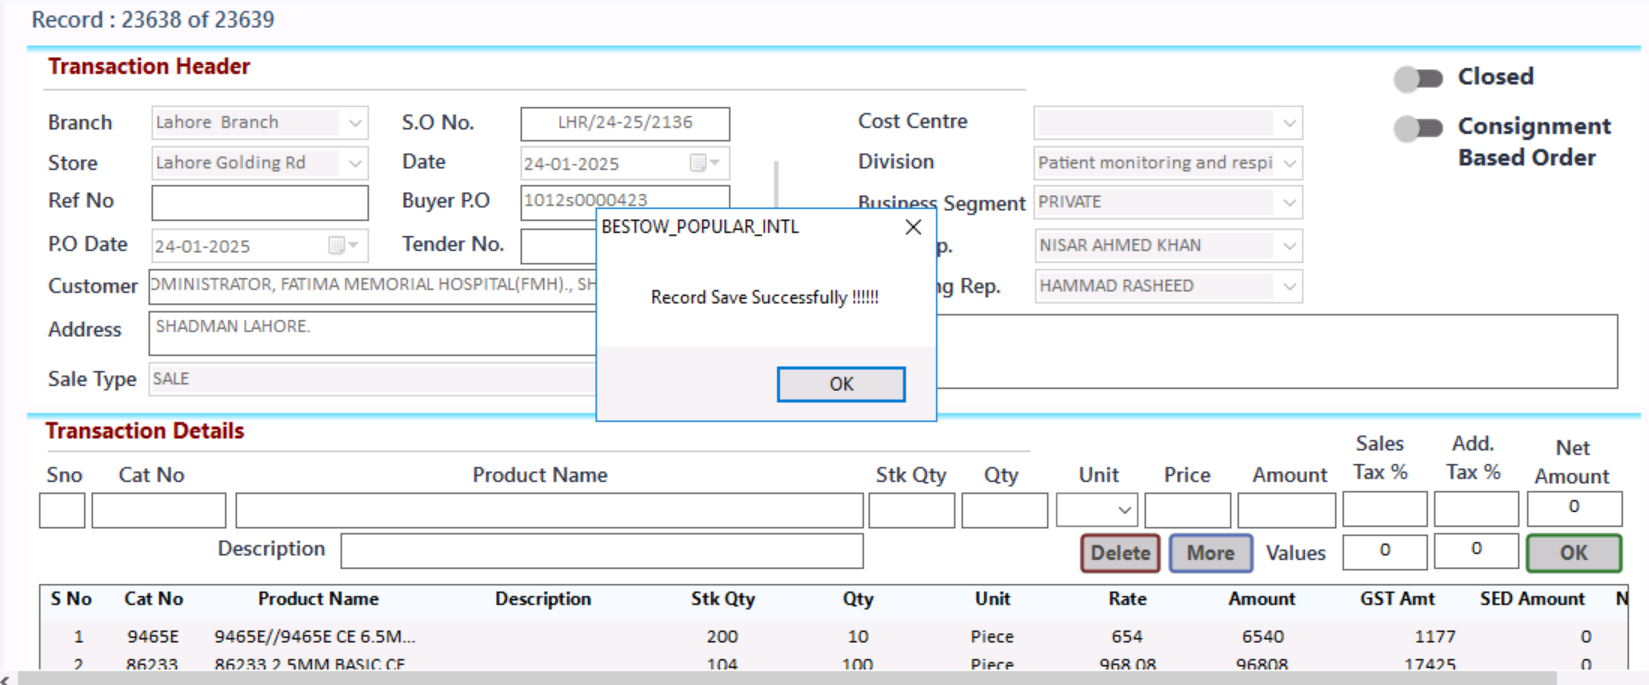 Record : 23638 of 23639
Transaction Header
Closed
Branch Lahore Branch S.O No. LHR/24-25/2136 Cost Centre
Consignment
Based Order
Store Lahore Golding Rd Date 24-01-2025 Division Patient monitoring and respi
Ref No Buyer P.O 1012s0000423 Business Segment PRIVATE
BESTOW_POPULAR_INTL
P.O Date 24-01-2025 Tender No. p. NISAR AHMED KHAN
Customer DMINISTRATOR, FATIMA MEMORIAL HOSPITAL(FMH)., SH ng Rep. HAMMAD RASHEED
Record Save Successfully !!!!!!
Address SHADMAN LAHORE.
Sale Type SALE
OK
Transaction Details
Sno Cat No Product Name Stk Qty Qty Unit Price Amount Sales Tax % Add. Tax % Net Amount
0
Description Delete More Values 0 0 OK
S No Cat No Product Name Description Stk Qty Qty Unit Rate Amount GST Amt SED Amount N
1 9465E 9465E//9465E CE 6.5M... 200 10 Piece 654 6540 1177 0
2 86233 86233 2.5MM BASIC CE 104 100 Piece 968.08 96808 17425 0